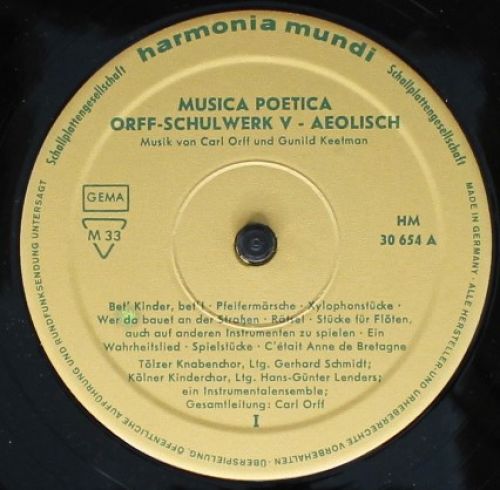 harmonia mundi
Schallplattengesellschaft
Schallplattengesellschaft
MUSICA POETICA
ORFF-SCHULWERK V - AEOLISCH
Musik von Carl Orff und Gunild Keetman
GEMA
M 33
HM
30 654 A
Bet' Kinder, bet'! · Pfeifermärsche · Xylophonstücke ·
Wer da bauet an der Straßen · Rätsel · Stücke für Flöten,
auch auf anderen Instrumenten zu spielen · Ein
Wahrheitslied · Spielstücke · C'était Anne de Bretagne
Tölzer Knabenchor, Ltg. Gerhard Schmidt;
Kölner Kinderchor, Ltg. Hans-Günter Lenders;
ein Instrumentalensemble;
Gesamtleitung: Carl Orff
I
MADE IN GERMANY · ALLE HERSTELLER- UND URHEBERRECHTE VORBEHALTEN · ÜBERSPIELUNG, ÖFFENTLICHE AUFFÜHRUNG UND RUNDFUNKSENDUNG UNTERSAGT